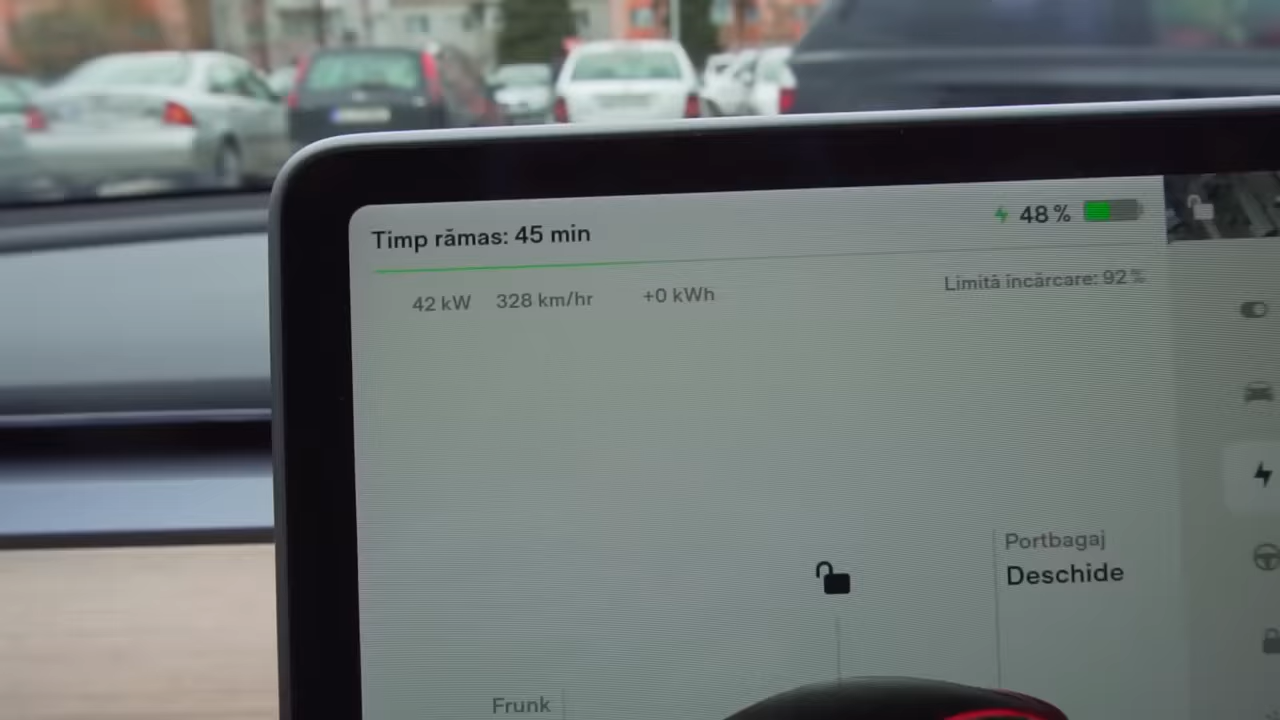 Timp rămas: 45 min
48 %
42 kW 328 km/hr +0 kWh
Limită încărcare: 92 %
Portbagaj
Deschide
Frunk